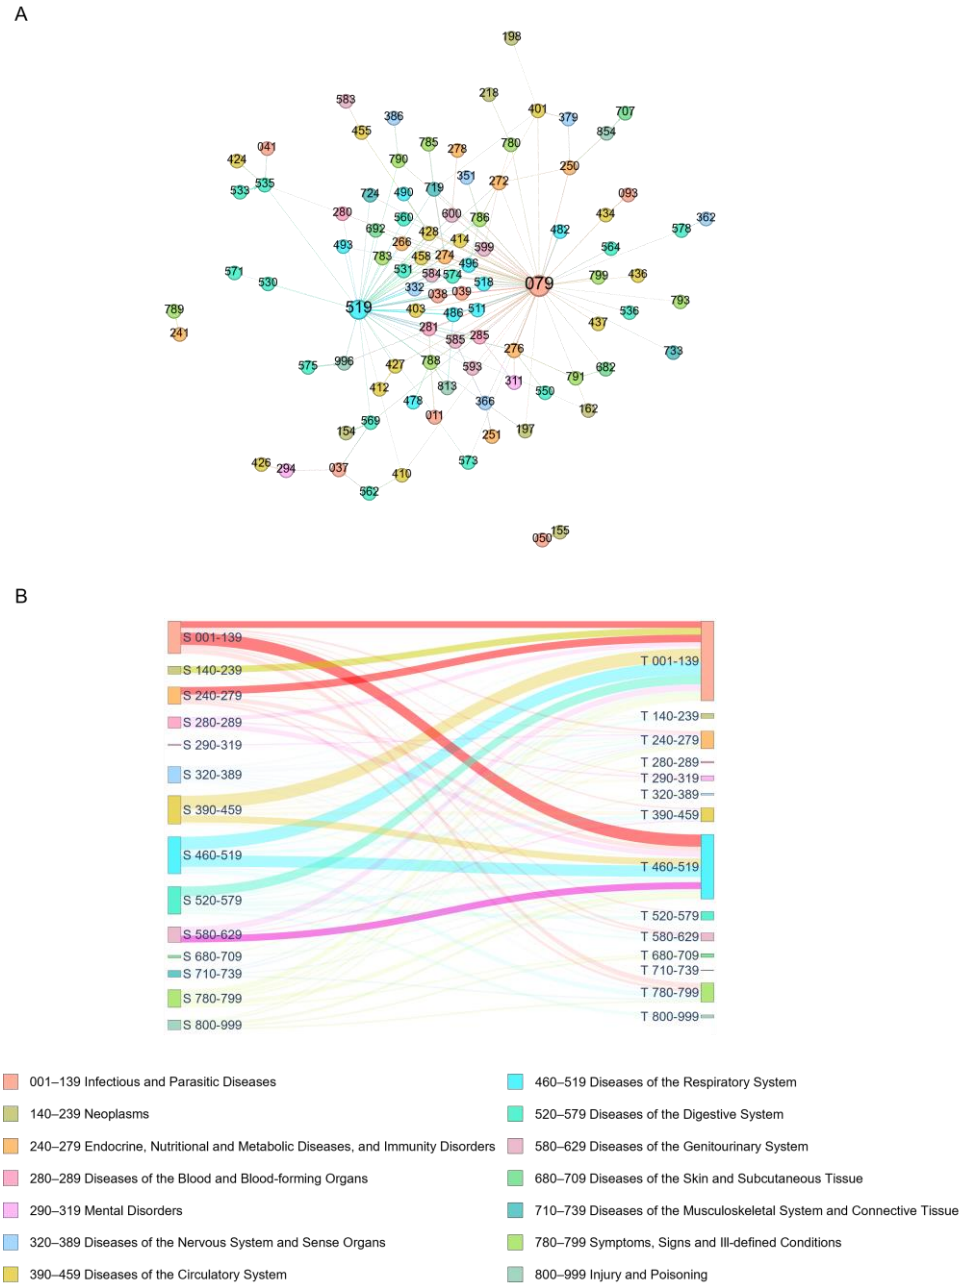 A
198
218
401
379
707
854
583
386
455
785
278
780
790
250
041
424
535
533
351
272
724
490
719
093
280
560
600
786
434
362
692
428
482
578
493
266
414
599
564
783
458
274
496
571
531
584
574
518
799
436
530
332
038
039
079
793
519
403
486
511
536
789
437
241
281
585
285
276
733
575
996
427
788
593
311
791
682
412
813
550
478
366
162
569
011
154
251
197
426
294
037
410
573
562
050
155
B
S 001-139
T 001-139
S 140-239
S 240-279
T 140-239
S 280-289
T 240-279
S 290-319
T 280-289
S 320-389
T 290-319
T 320-389
S 390-459
T 390-459
S 460-519
T 460-519
S 520-579
T 520-579
S 580-629
T 580-629
S 680-709
T 680-709
S 710-739
T 710-739
S 780-799
T 780-799
S 800-999
T 800-999
001–139 Infectious and Parasitic Diseases
140–239 Neoplasms
240–279 Endocrine, Nutritional and Metabolic Diseases, and Immunity Disorders
280–289 Diseases of the Blood and Blood-forming Organs
290–319 Mental Disorders
320–389 Diseases of the Nervous System and Sense Organs
390–459 Diseases of the Circulatory System
460–519 Diseases of the Respiratory System
520–579 Diseases of the Digestive System
580–629 Diseases of the Genitourinary System
680–709 Diseases of the Skin and Subcutaneous Tissue
710–739 Diseases of the Musculoskeletal System and Connective Tissue
780–799 Symptoms, Signs and Ill-defined Conditions
800–999 Injury and Poisoning